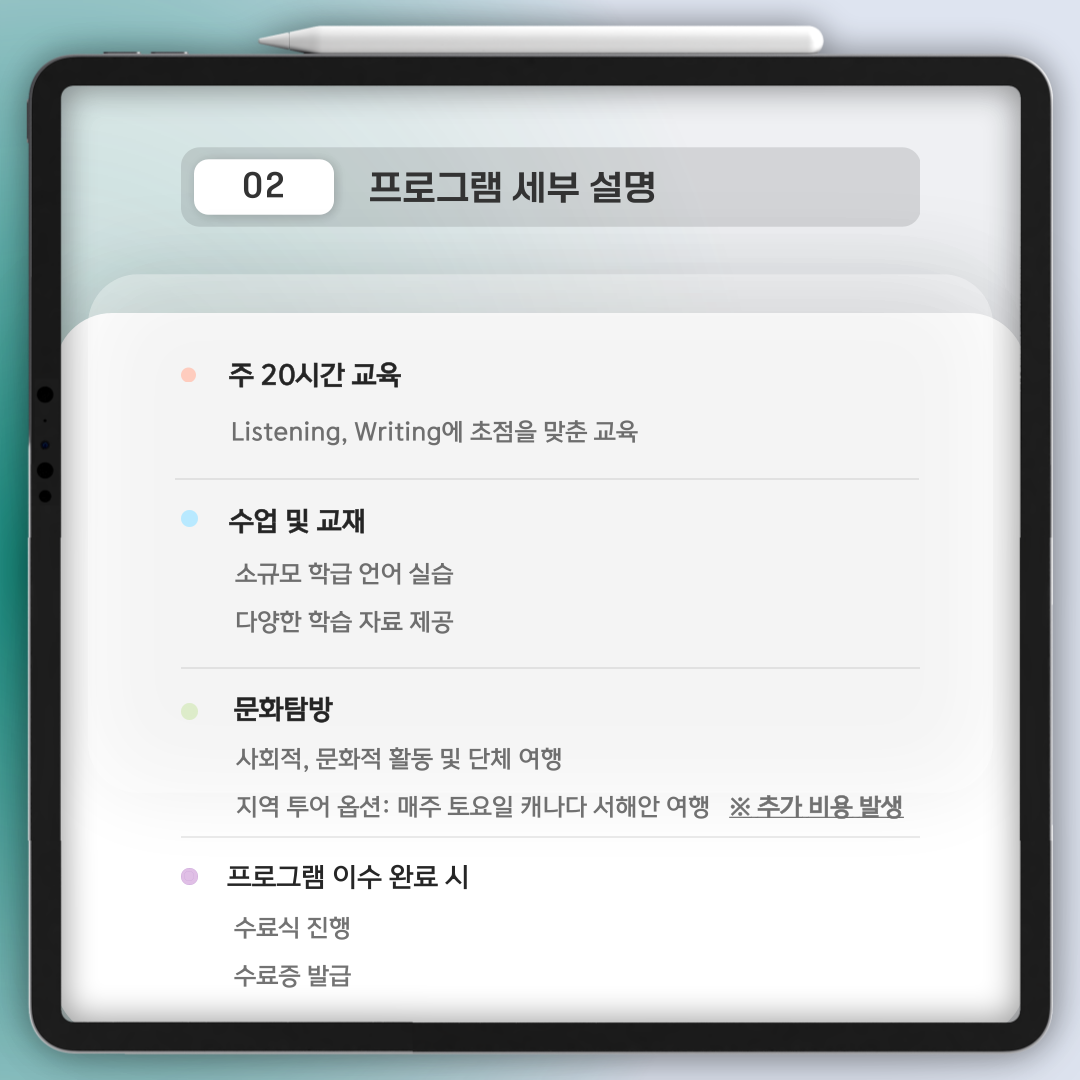 02 프로그램 세부 설명
주 20시간 교육
Listening, Writing에 초점을 맞춘 교육
수업 및 교재
소규모 학급 언어 실습
다양한 학습 자료 제공
문화탐방
사회적, 문화적 활동 및 단체 여행
지역 투어 옵션: 매주 토요일 캐나다 서해안 여행 ※ 추가 비용 발생
프로그램 이수 완료 시
수료식 진행
수료증 발급